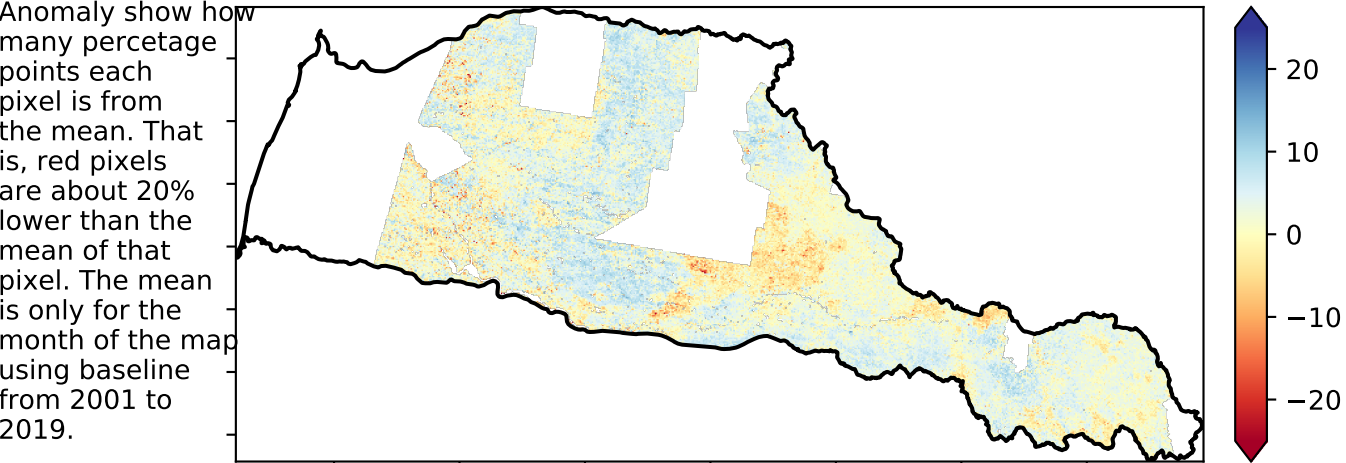 Anomaly show how
many percetage
points each
pixel is from
the mean. That
is, red pixels
are about 20%
lower than the
mean of that
pixel. The mean
is only for the
month of the map
using baseline
from 2001 to
2019.
20
10
0
−10
−20